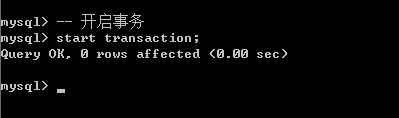 mysql> -- 开启事务
mysql> start transaction;
Query OK, 0 rows affected (0.00 sec)
mysql> _